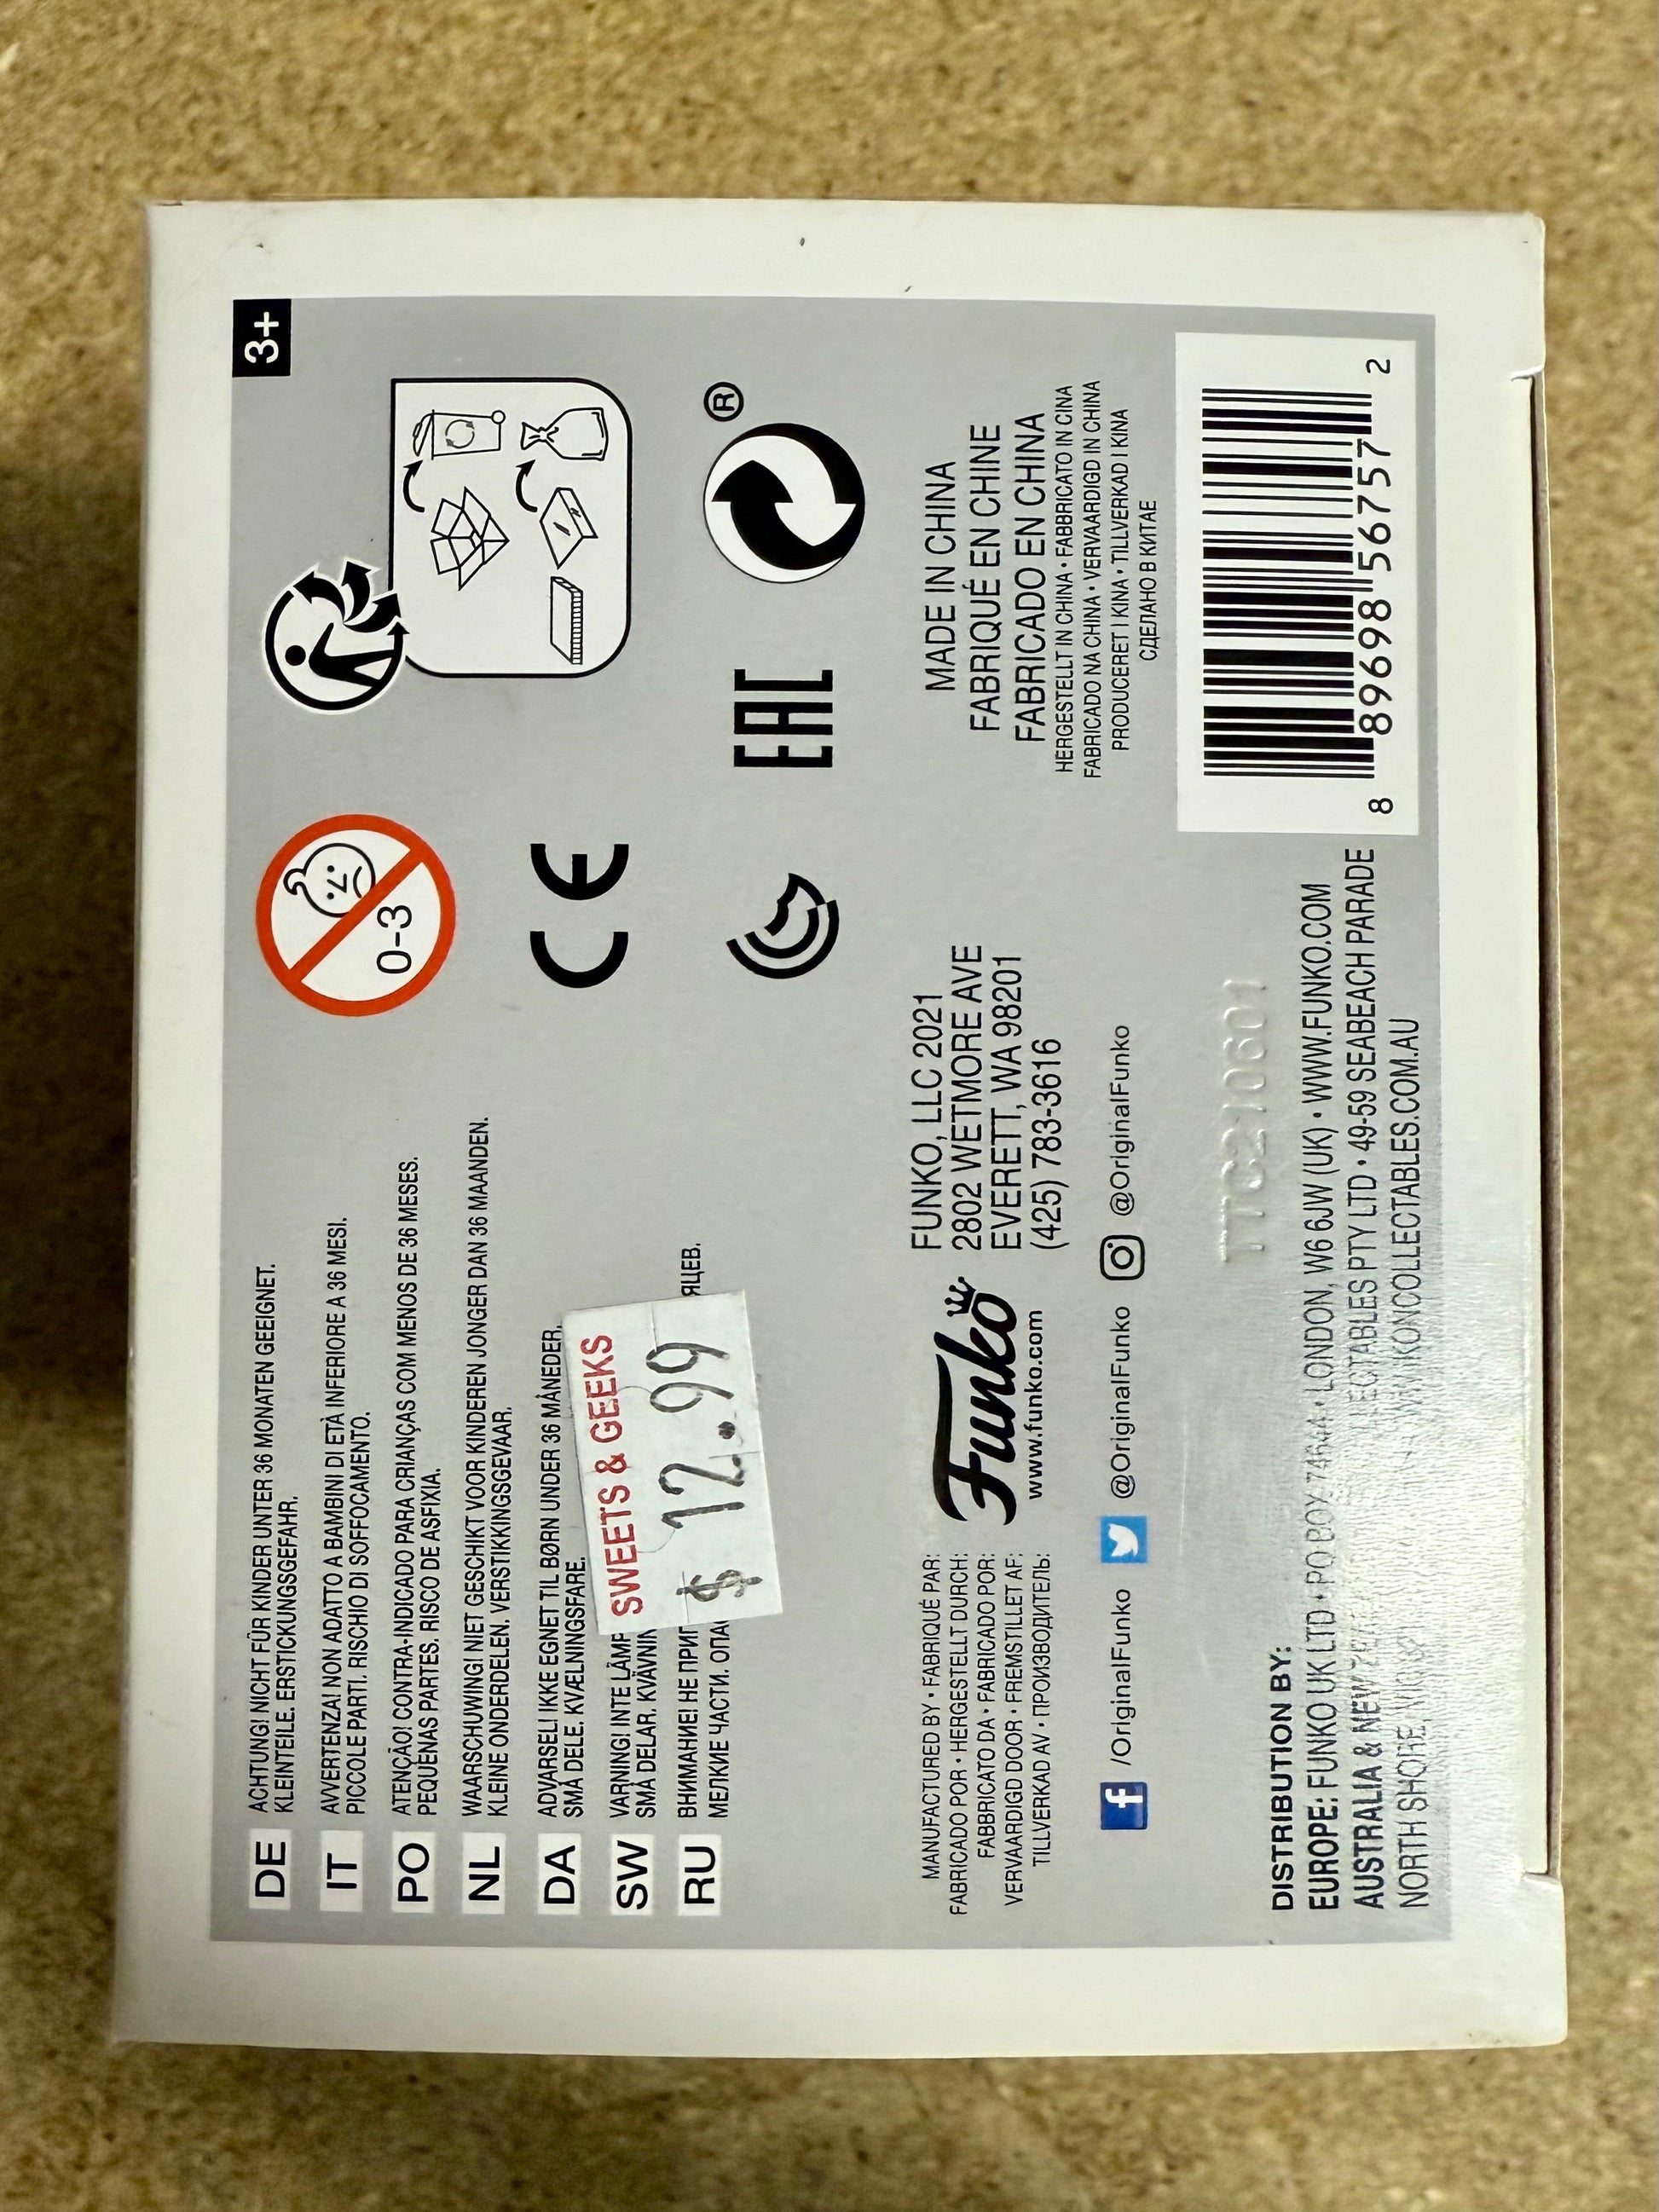 3+
DE
ACHTUNG! NICHT FÜR KINDER UNTER 36 MONATEN GEEIGNET.
KLEINTEILE. ERSTICKUNGSGEFAHR.
IT
AVVERTENZA! NON ADATTO A BAMBINI DI ETÀ INFERIORE A 36 MESI.
PICCOLE PARTI. RISCHIO DI SOFFOCAMENTO.
PO
ATENÇÃO! CONTRA-INDICADO PARA CRIANÇAS COM MENOS DE 36 MESES.
PEQUENAS PARTES. RISCO DE ASFIXIA.
NL
WAARSCHUWING! NIET GESCHIKT VOOR KINDEREN JONGER DAN 36 MAANDEN.
KLEINE ONDERDELEN. VERSTIKKINGSGEVAAR.
DA
ADVARSEL! IKKE EGNET TIL BØRN UNDER 36 MÅNEDER.
SMÅ DELE. KVÆLNINGSFARE.
SW
VARNING! INTE
SMÅ DELAR.
RU
ВНИМАНИЕ! НЕ
МЕЛКИЕ ЧАСТИ.
SWEETS & GEEKS
$ 12.99
0-3
CE
EAC
®
MANUFACTURED BY • FABRIQUÉ PAR:
FABRICADO POR • HERGESTELLT DURCH:
FABBRICATO DA • FABRICADO POR:
VERVAARDIGD DOOR • FREMSTILLET AF:
TILLVERKAD AV • ПРОИЗВОДИТЕЛЬ:
Funko
www.funko.com
FUNKO, LLC 2021
2802 WETMORE AVE
EVERETT, WA 98201
(425) 783-3616
MADE IN CHINA
FABRIQUÉ EN CHINE
FABRICADO EN CHINA
HERGESTELLT IN CHINA • FABBRICATO IN CINA
FABRICADO NA CHINA • VERVAARDIGD IN CHINA
PRODUCERET I KINA • TILLVERKAD I KINA
СДЕЛАНО В КИТАЕ
/OriginalFunko @OriginalFunko @OriginalFunko
TTC210601
DISTRIBUTION BY:
EUROPE: FUNKO UK LTD • PO BOX • LONDON, W6 6JW (UK) • WWW.FUNKO.COM
AUSTRALIA & NEW PTY LTD • 49-59 SEABEACH PARADE
NORTH SHORE,
8 89698 56757 2